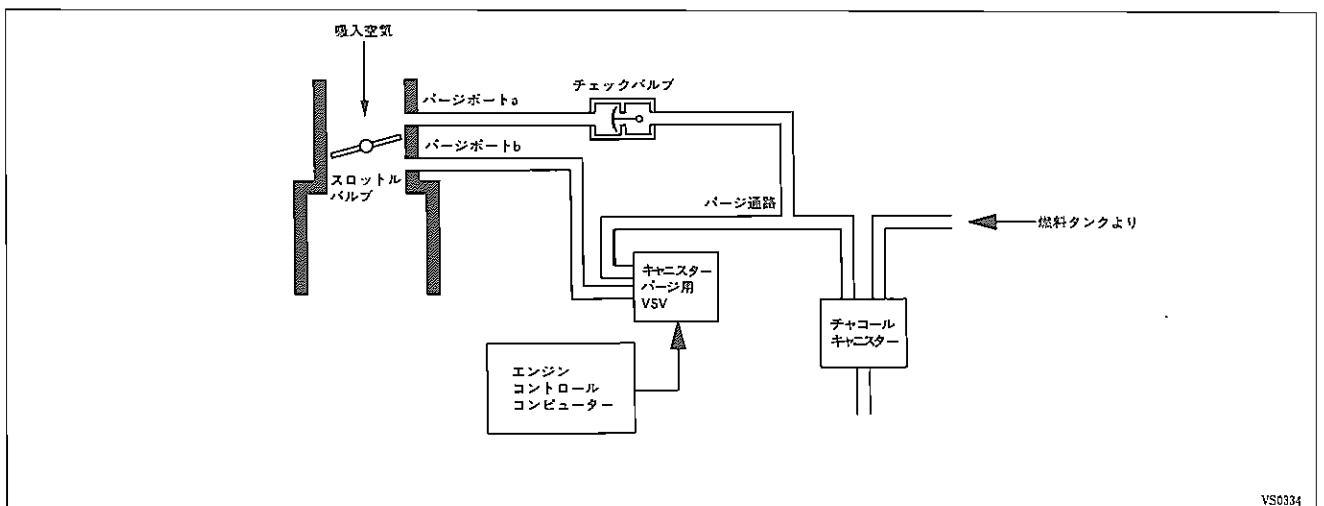 吸入空気
チェックバルブ
パージポートa
パージポートb
スロットル
バルブ
パージ通路
燃料タンクより
キャニスター
パージ用
VSV
チャコール
キャニスター
エンジン
コントロール
コンピューター
VS0334